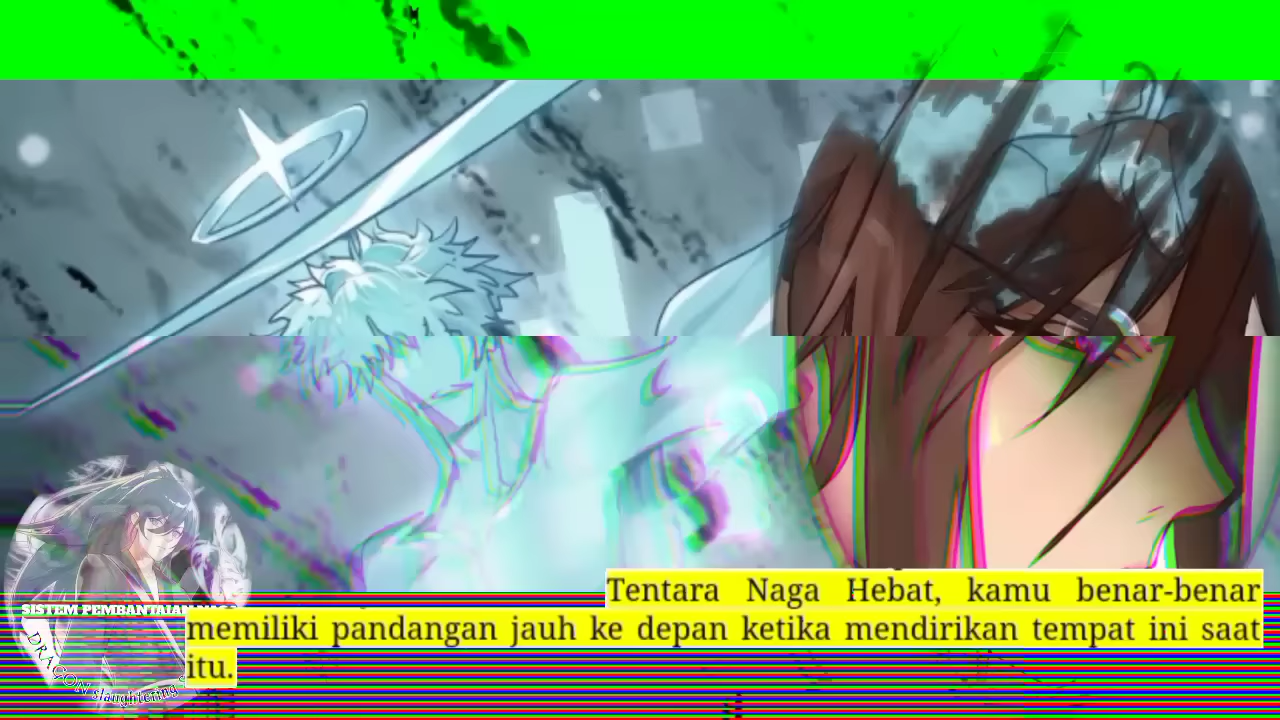 Tentara Naga Hebat, kamu benar-benar
memiliki pandangan jauh ke depan ketika mendirikan tempat ini saat
itu.
SISTEM PEMBANTAIAN NAGA
DRAGON slaughtering